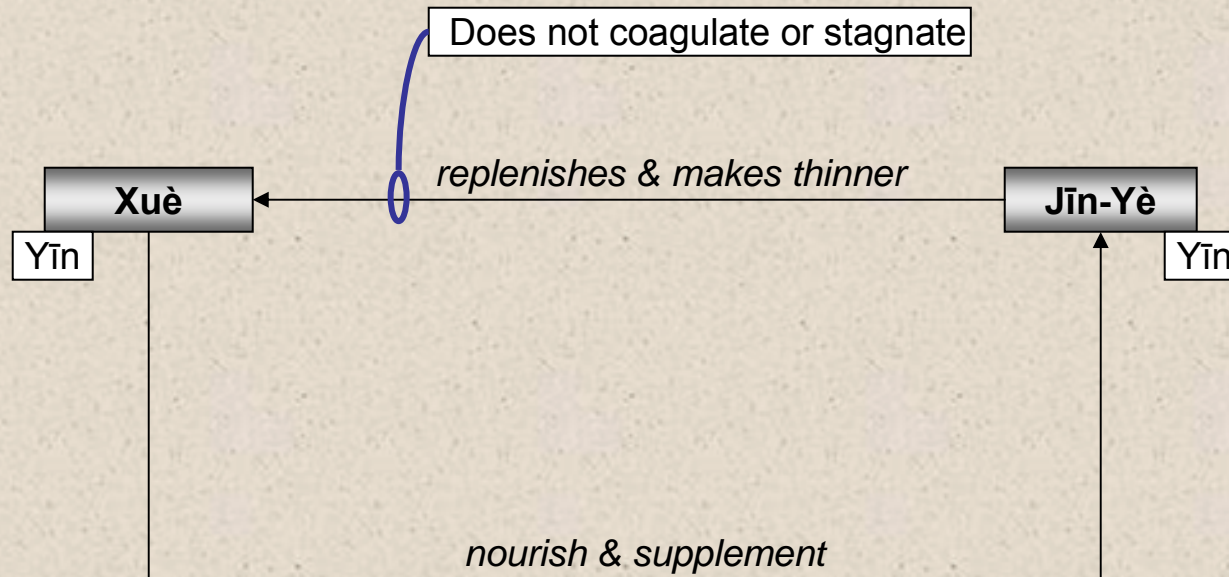 Does not coagulate or stagnate
replenishes & makes thinner
Xuè
Jīn-Yè
Yīn
Yīn
nourish & supplement